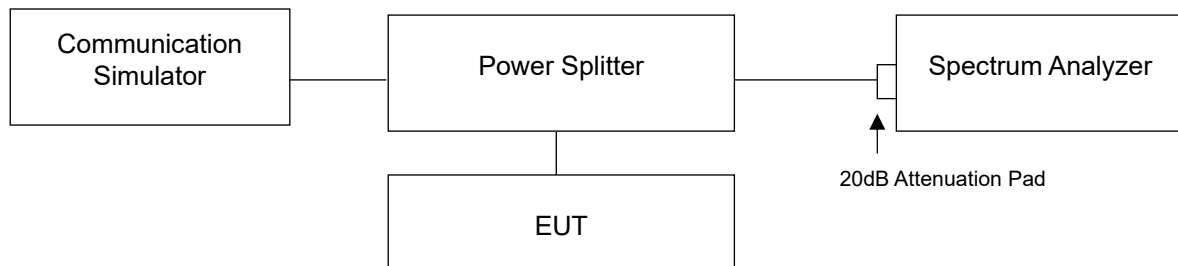 Communication
Simulator
Power Splitter
Spectrum Analyzer
20dB Attenuation Pad
EUT